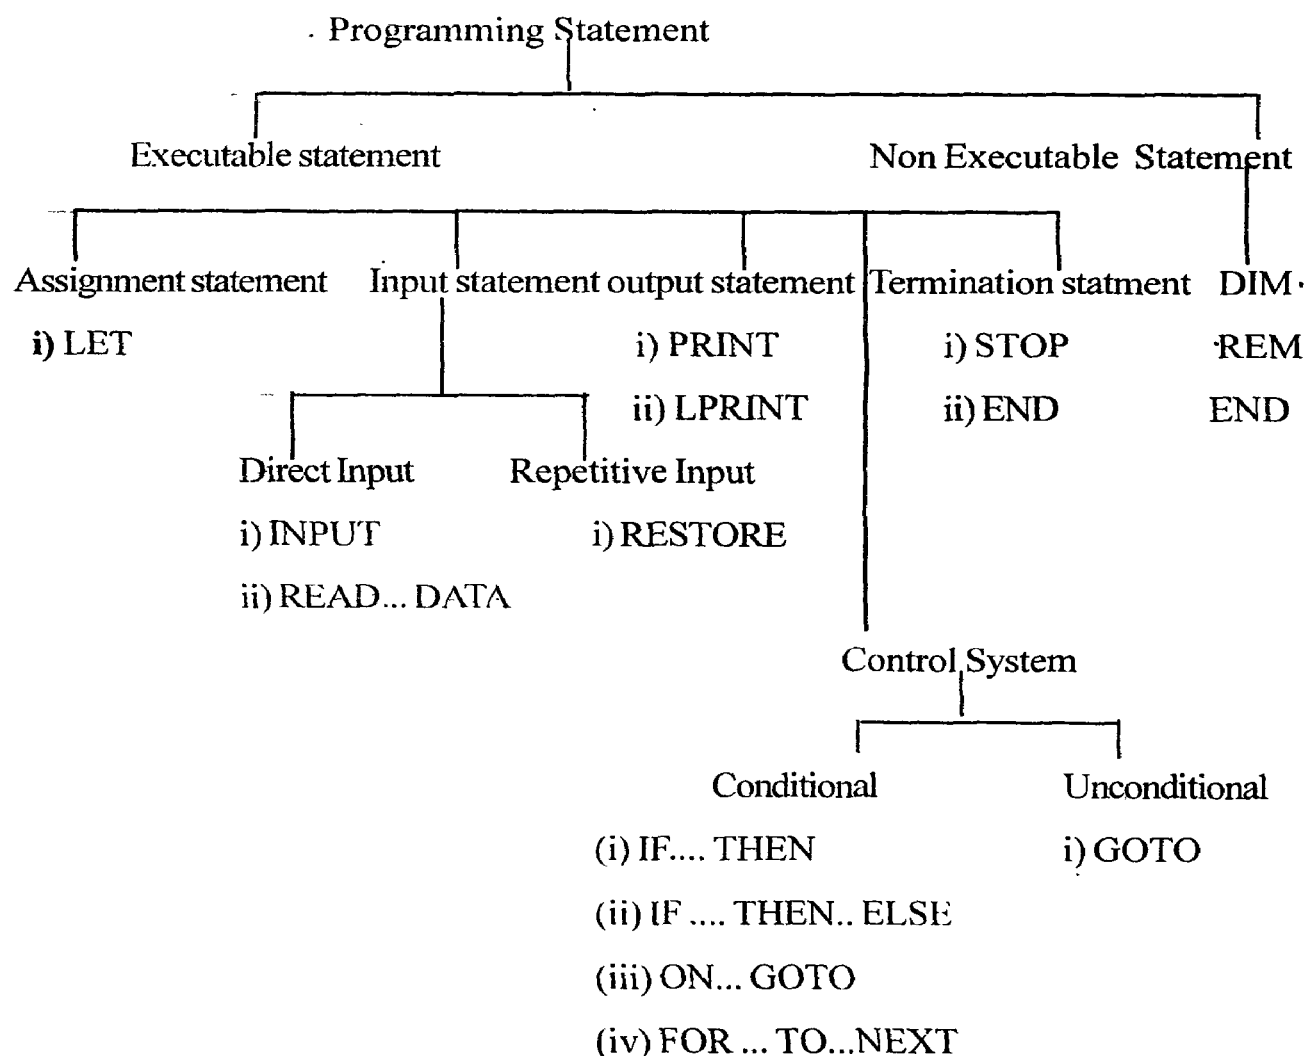 Programming Statement
Executable statement
Non Executable Statement
Assignment statement
i) LET
Input statement
Direct Input
i) INPUT
ii) READ... DATA
Repetitive Input
i) RESTORE
output statement
i) PRINT
ii) LPRINT
Termination statment
i) STOP
ii) END
DIM
REM
END
Control System
Conditional
(i) IF.... THEN
(ii) IF .... THEN.. ELSE
(iii) ON... GOTO
(iv) FOR ... TO...NEXT
Unconditional
i) GOTO